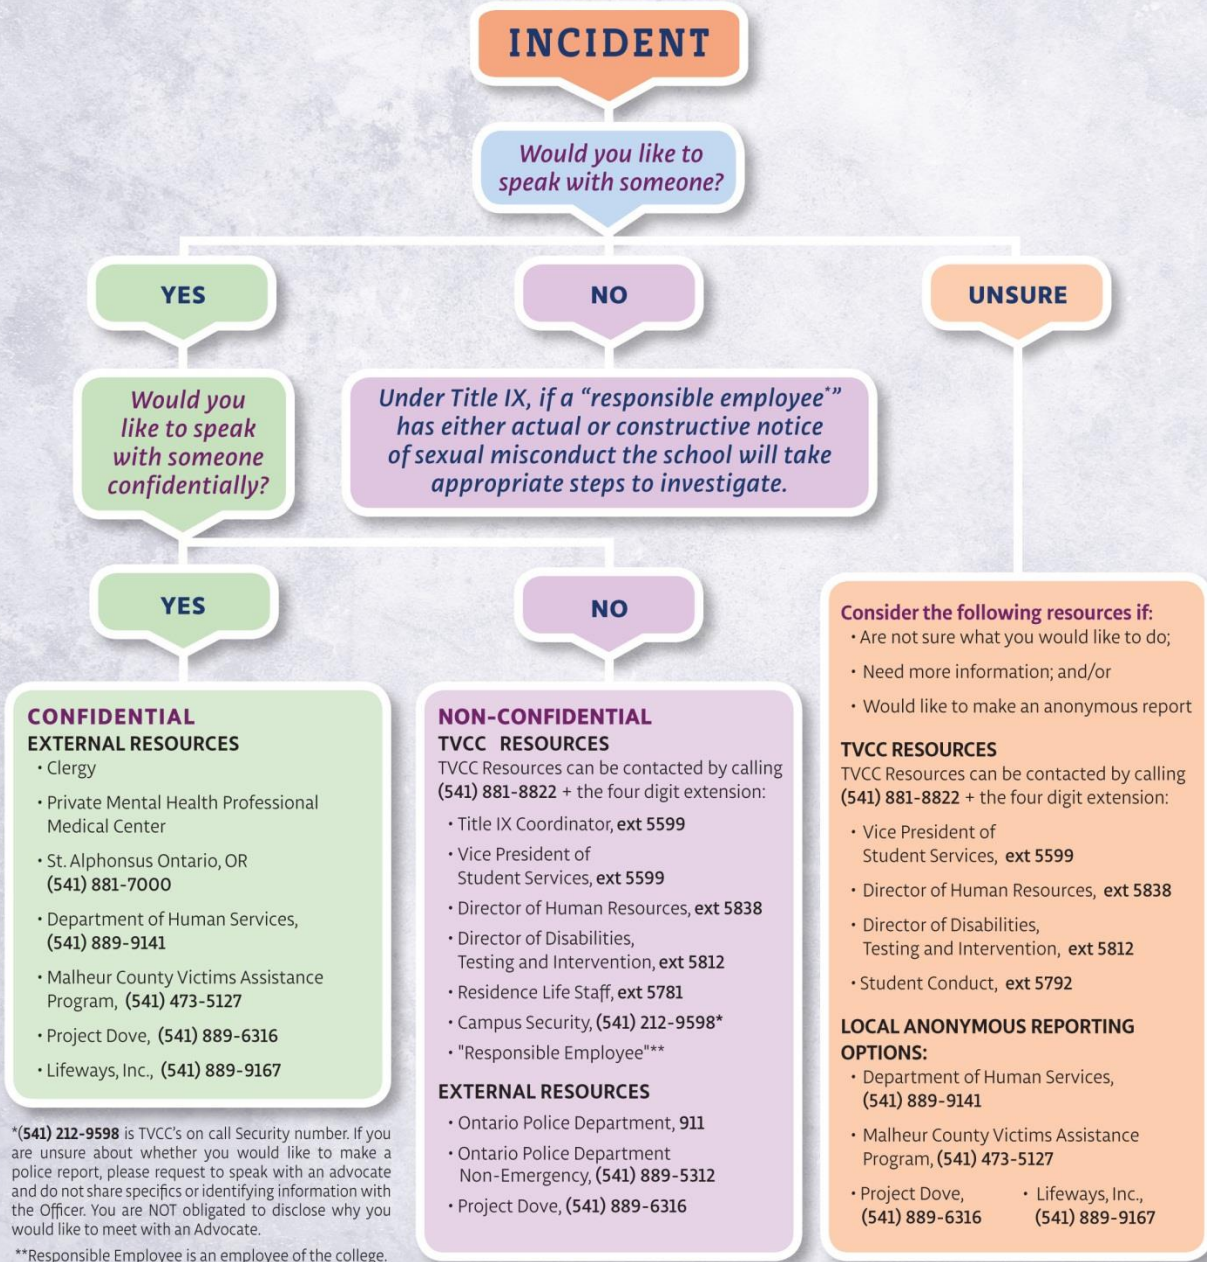 INCIDENT
Would you like to
speak with someone?
YES
NO
UNSURE
Would you
like to speak
with someone
confidentially?
Under Title IX, if a “responsible employee*”
has either actual or constructive notice
of sexual misconduct the school will take
appropriate steps to investigate.
YES
NO
CONFIDENTIAL
EXTERNAL RESOURCES
• Clergy
• Private Mental Health Professional
Medical Center
• St. Alphonsus Ontario, OR
(541) 881-7000
• Department of Human Services,
(541) 889-9141
• Malheur County Victims Assistance
Program, (541) 473-5127
• Project Dove, (541) 889-6316
• Lifeways, Inc., (541) 889-9167
*(541) 212-9598 is TVCC's on call Security number. If you
are unsure about whether you would like to make a
police report, please request to speak with an advocate
and do not share specifics or identifying information with
the Officer. You are NOT obligated to disclose why you
would like to meet with an Advocate.
**Responsible Employee is an employee of the college.
NON-CONFIDENTIAL
TVCC RESOURCES
TVCC Resources can be contacted by calling
(541) 881-8822 + the four digit extension:
• Title IX Coordinator, ext 5599
• Vice President of
Student Services, ext 5599
• Director of Human Resources, ext 5838
• Director of Disabilities,
Testing and Intervention, ext 5812
• Residence Life Staff, ext 5781
• Campus Security, (541) 212-9598*
• "Responsible Employee"**
EXTERNAL RESOURCES
• Ontario Police Department, 911
• Ontario Police Department
Non-Emergency, (541) 889-5312
• Project Dove, (541) 889-6316
Consider the following resources if:
• Are not sure what you would like to do;
• Need more information; and/or
• Would like to make an anonymous report
TVCC RESOURCES
TVCC Resources can be contacted by calling
(541) 881-8822 + the four digit extension:
• Vice President of
Student Services, ext 5599
• Director of Human Resources, ext 5838
• Director of Disabilities,
Testing and Intervention, ext 5812
• Student Conduct, ext 5792
LOCAL ANONYMOUS REPORTING
OPTIONS:
• Department of Human Services,
(541) 889-9141
• Malheur County Victims Assistance
Program, (541) 473-5127
• Project Dove,
(541) 889-6316
• Lifeways, Inc.,
(541) 889-9167